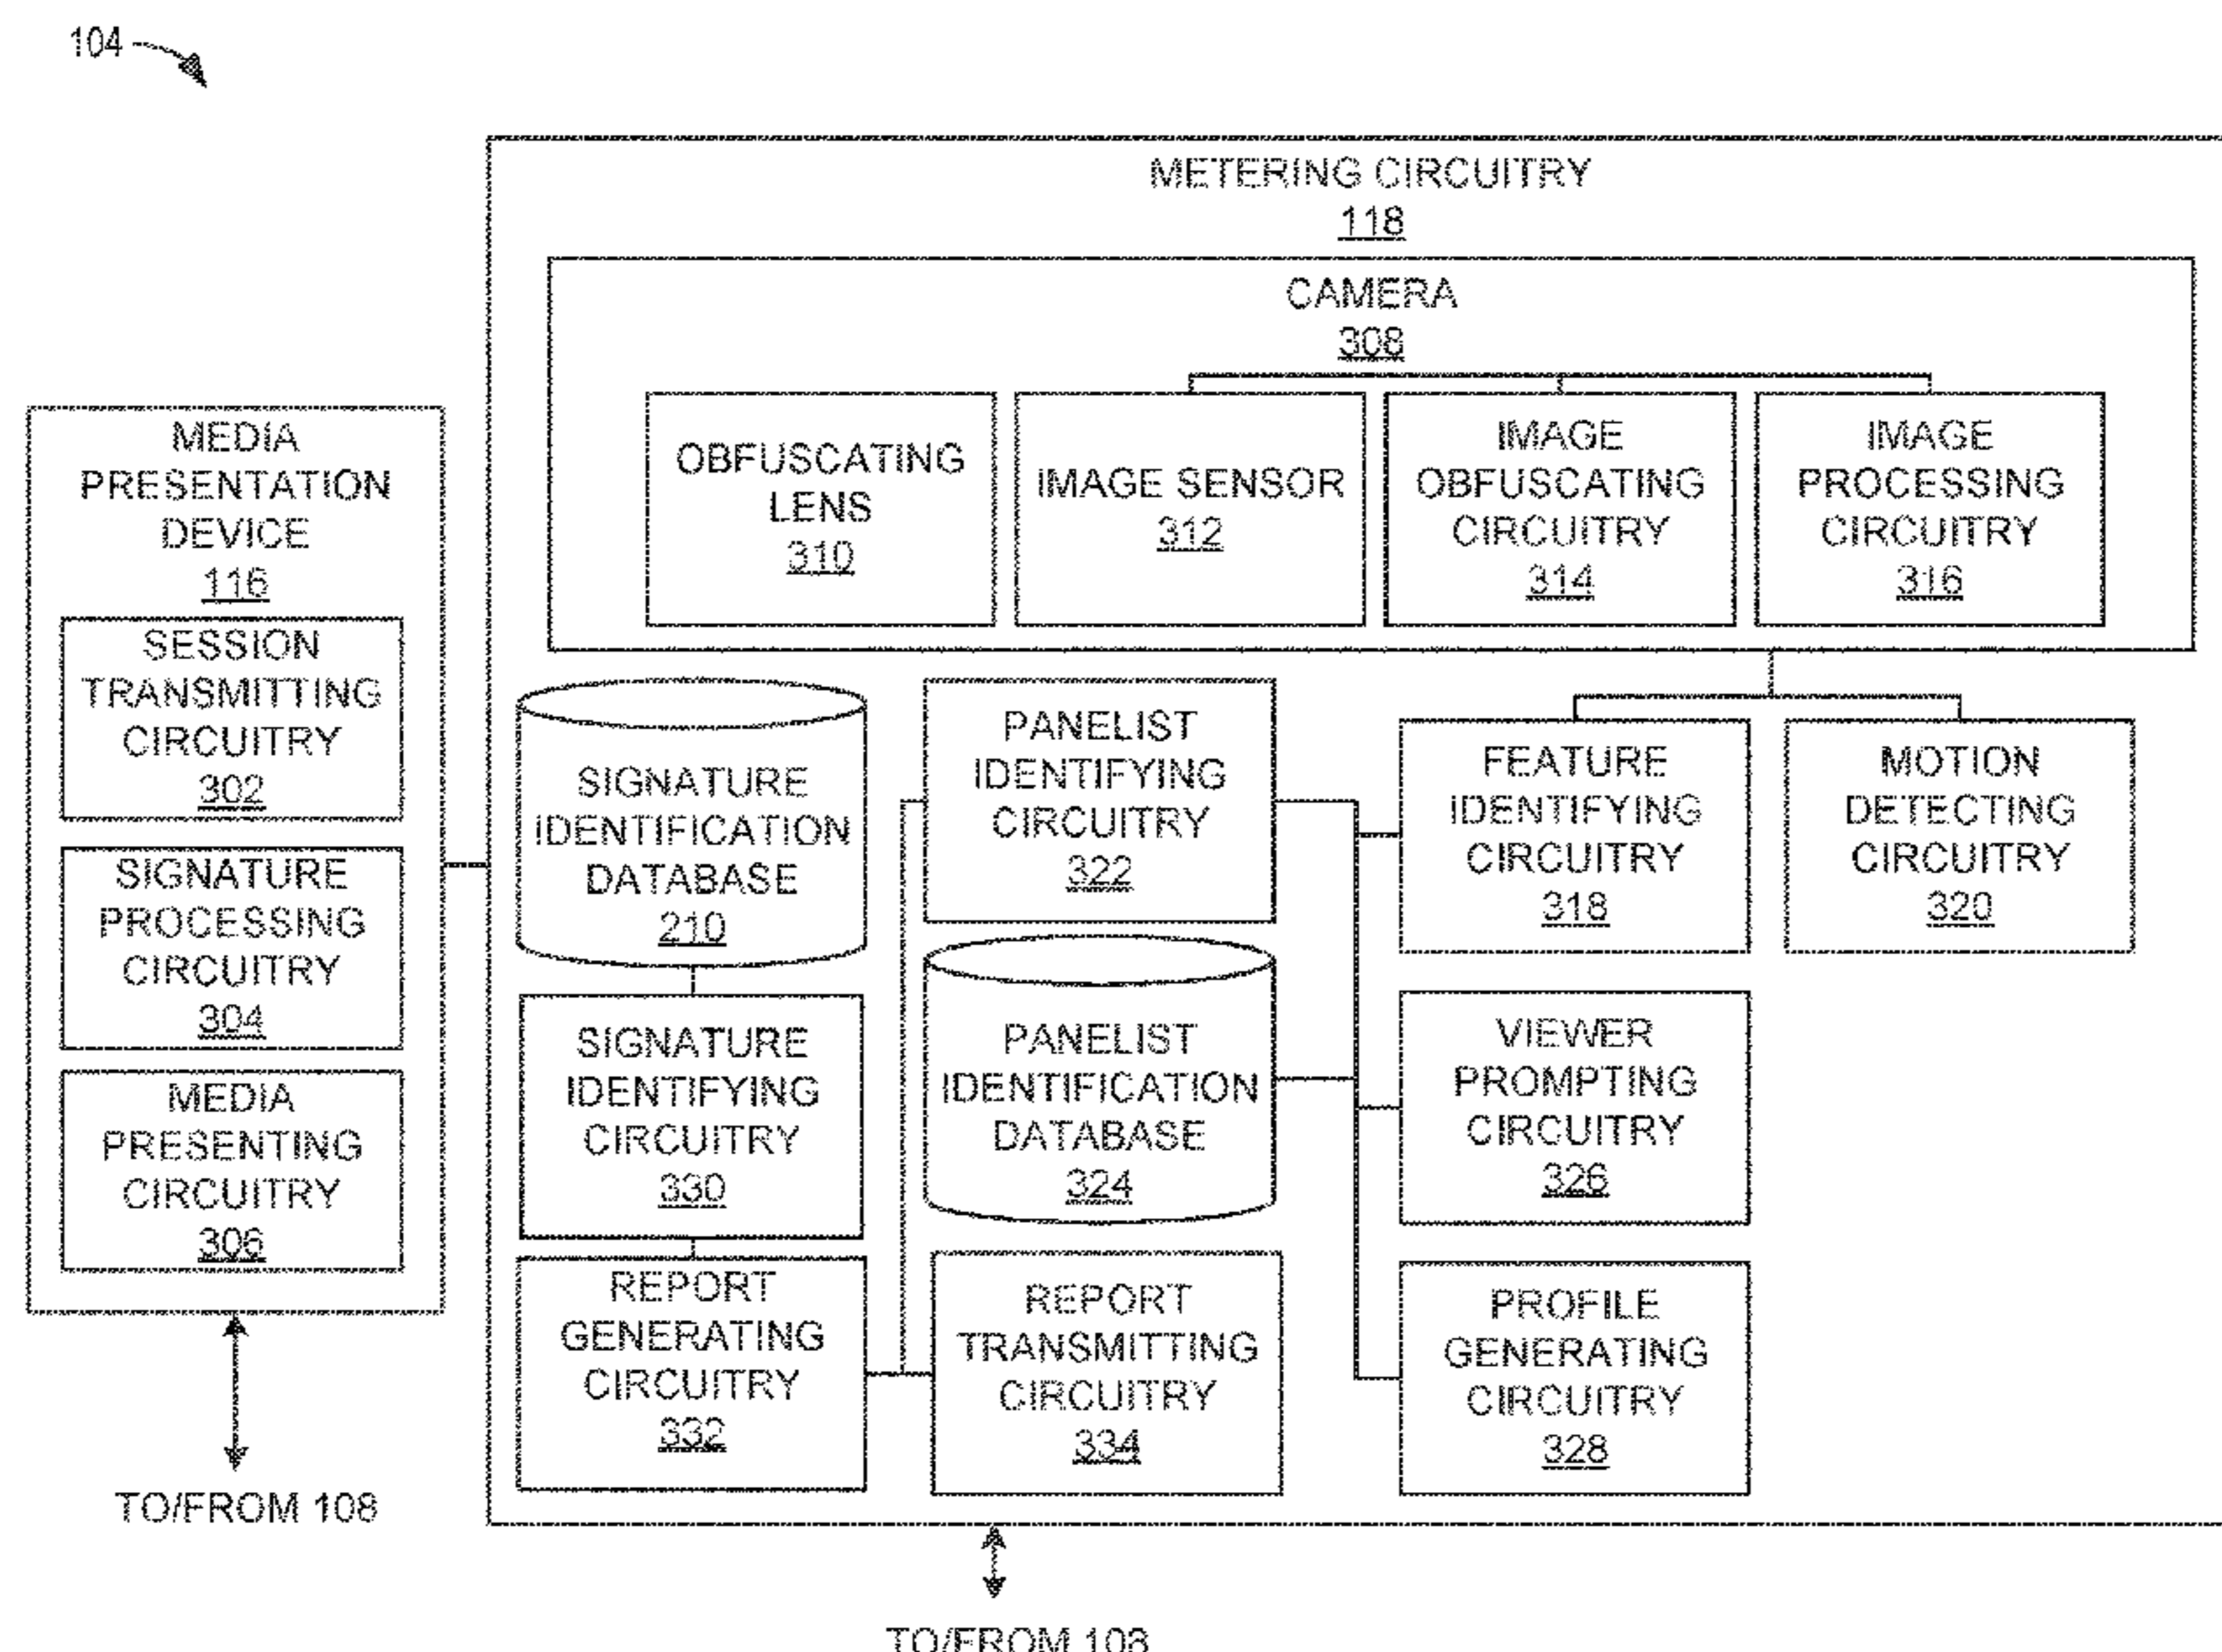 104
METERING CIRCUITRY
118
CAMERA
308
OBFUSCATING
LENS
310
IMAGE SENSOR
312
IMAGE
OBFUSCATING
CIRCUITRY
314
IMAGE
PROCESSING
CIRCUITRY
316
MEDIA
PRESENTATION
DEVICE
116
SESSION
TRANSMITTING
CIRCUITRY
302
SIGNATURE
PROCESSING
CIRCUITRY
304
MEDIA
PRESENTING
CIRCUITRY
306
TO/FROM 108
SIGNATURE
IDENTIFICATION
DATABASE
210
SIGNATURE
IDENTIFYING
CIRCUITRY
330
REPORT
GENERATING
CIRCUITRY
332
PANELIST
IDENTIFYING
CIRCUITRY
322
PANELIST
IDENTIFICATION
DATABASE
324
REPORT
TRANSMITTING
CIRCUITRY
334
FEATURE
IDENTIFYING
CIRCUITRY
318
MOTION
DETECTING
CIRCUITRY
320
VIEWER
PROMPTING
CIRCUITRY
326
PROFILE
GENERATING
CIRCUITRY
328
TO/FROM 108